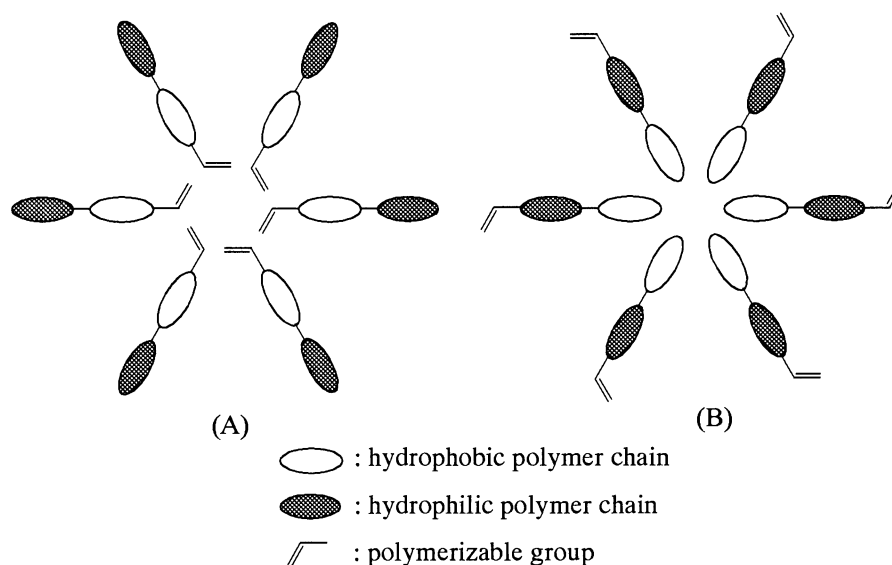 (A)
(B)
: hydrophobic polymer chain
: hydrophilic polymer chain
: polymerizable group